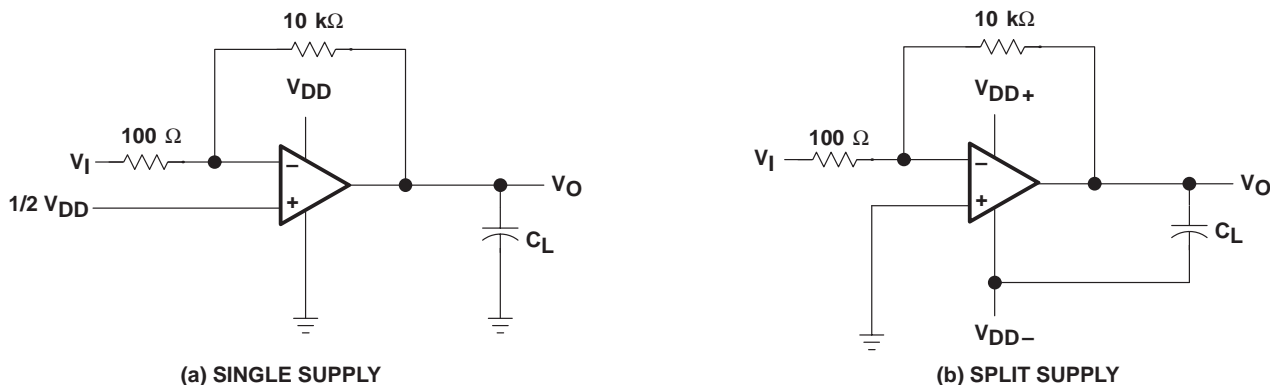 10 kΩ
VDD
100 Ω
VI
−
+
1/2 VDD
VO
CL
(a) SINGLE SUPPLY
10 kΩ
VDD+
100 Ω
VI
−
+
VO
CL
VDD−
(b) SPLIT SUPPLY